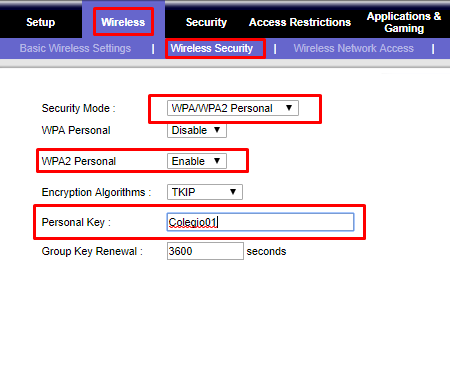 Setup Wireless Security Access Restrictions Applications & Gaming
Basic Wireless Settings | Wireless Security | Wireless Network Access |
Security Mode : WPA/WPA2 Personal
WPA Personal Disable
WPA2 Personal Enable
Encryption Algorithms : TKIP
Personal Key : Colegio01
Group Key Renewal : 3600 seconds